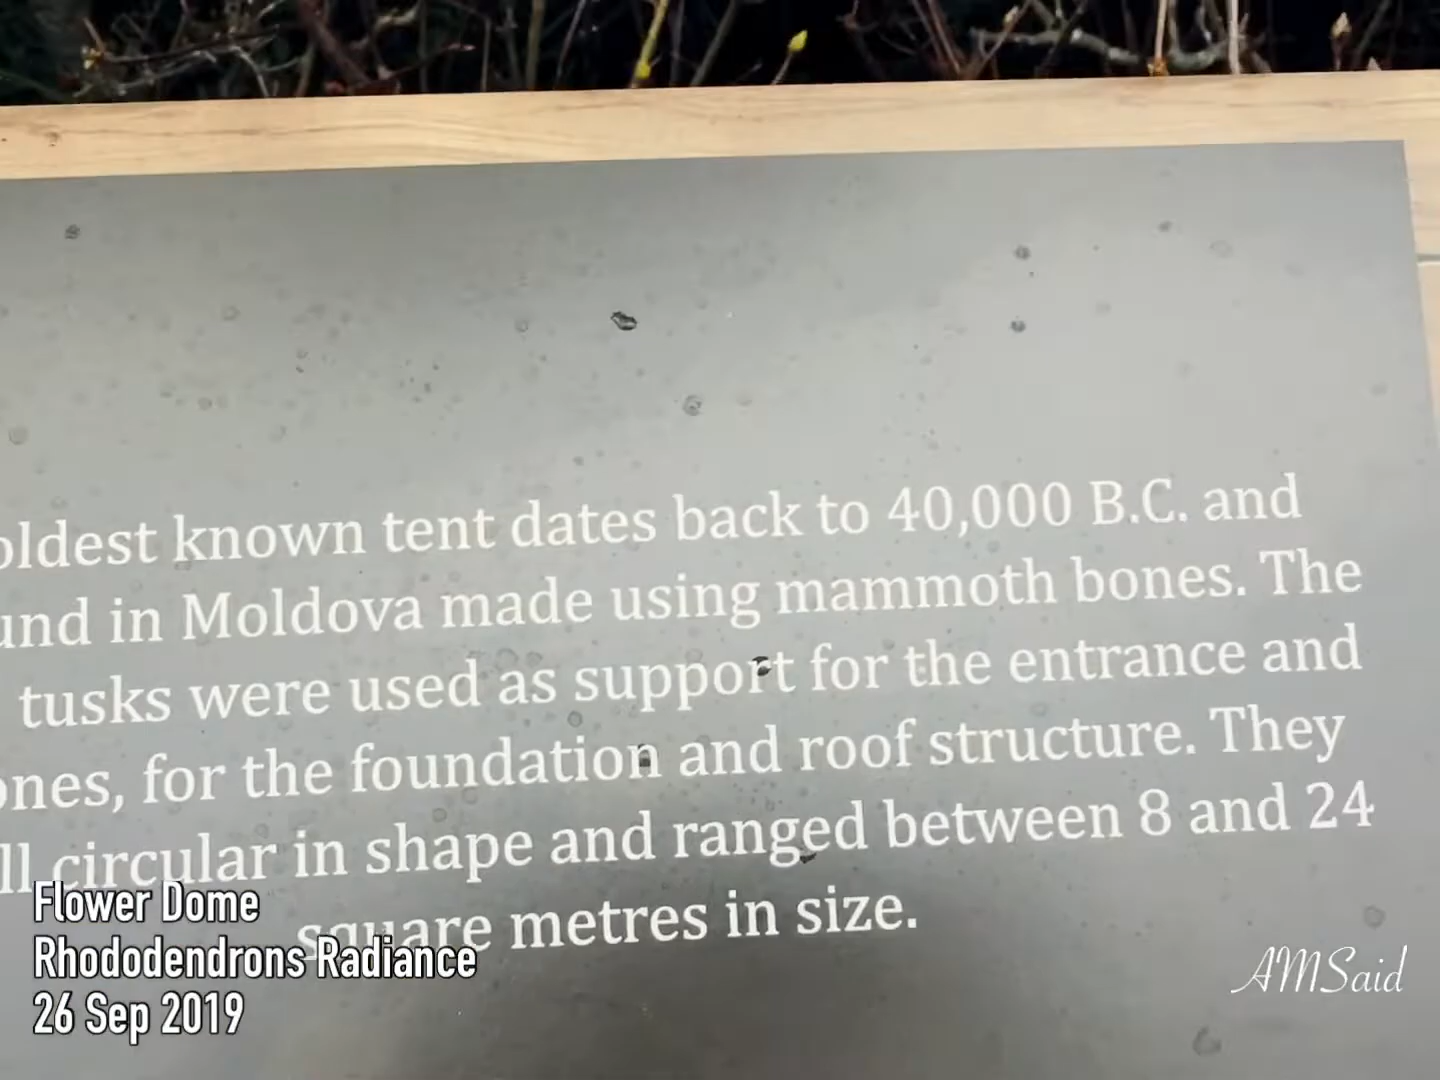 oldest known tent dates back to 40,000 B.C. and
und in Moldova made using mammoth bones. The
tusks were used as support for the entrance and
ones, for the foundation and roof structure. They
ll circular in shape and ranged between 8 and 24
square metres in size.
Flower Dome
Rhododendrons Radiance
26 Sep 2019
AMSaid